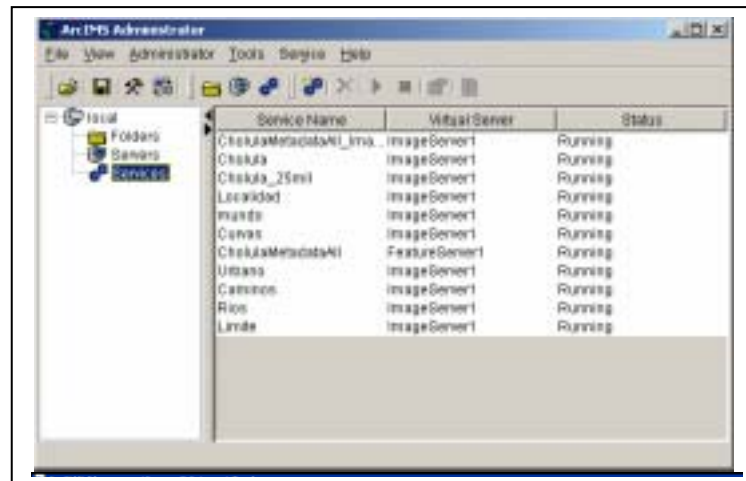 ArcIMS Administrator
File View Administrator Tools Service Help
local
Folders
Servers
Services
Service Name Virtual Server Status
CholulaMetadataAll_Ima... ImageServer1 Running
Cholula ImageServer1 Running
Cholula_25mil ImageServer1 Running
Localidad ImageServer1 Running
mundo ImageServer1 Running
Curvas ImageServer1 Running
CholulaMetadataAll FeatureServer1 Running
Urbano ImageServer1 Running
Caminos ImageServer1 Running
Rios ImageServer1 Running
Limite ImageServer1 Running